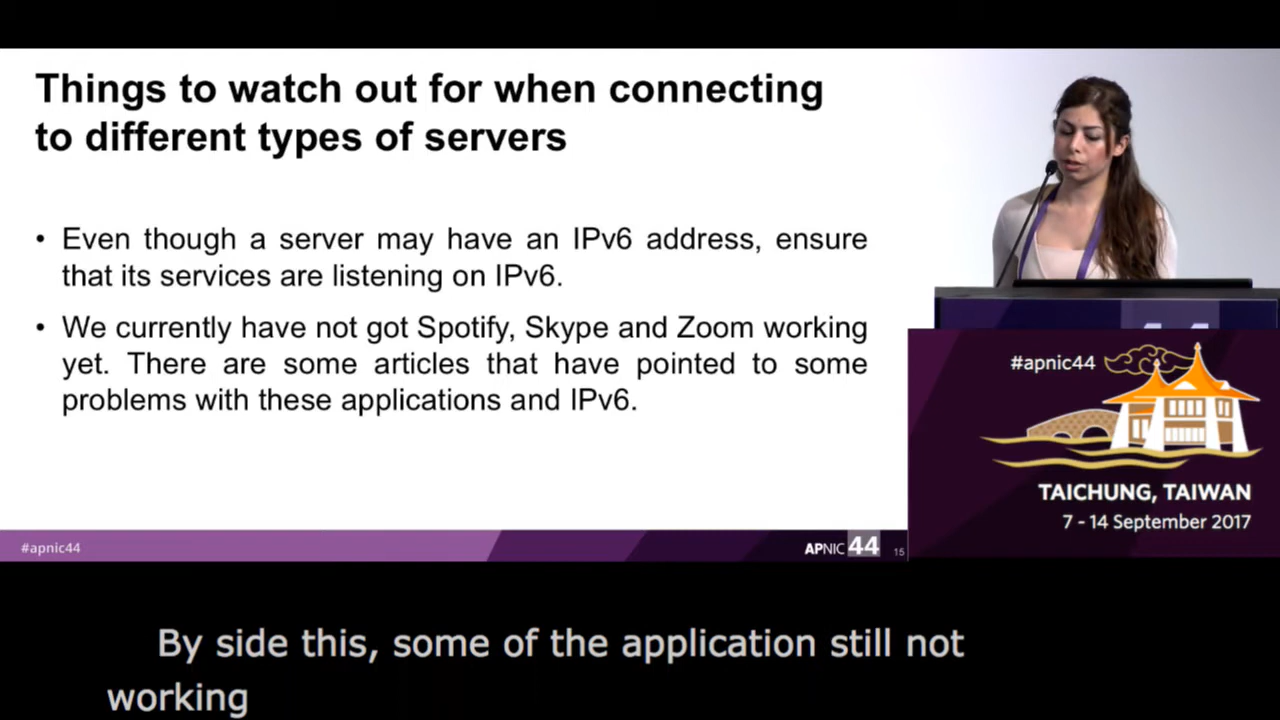 Things to watch out for when connecting
to different types of servers
• Even though a server may have an IPv6 address, ensure
that its services are listening on IPv6.
• We currently have not got Spotify, Skype and Zoom working
yet. There are some articles that have pointed to some
problems with these applications and IPv6.
#apnic44
APNIC 44
15
44
#apnic44
TAICHUNG, TAIWAN
7 - 14 September 2017
By side this, some of the application still not
working